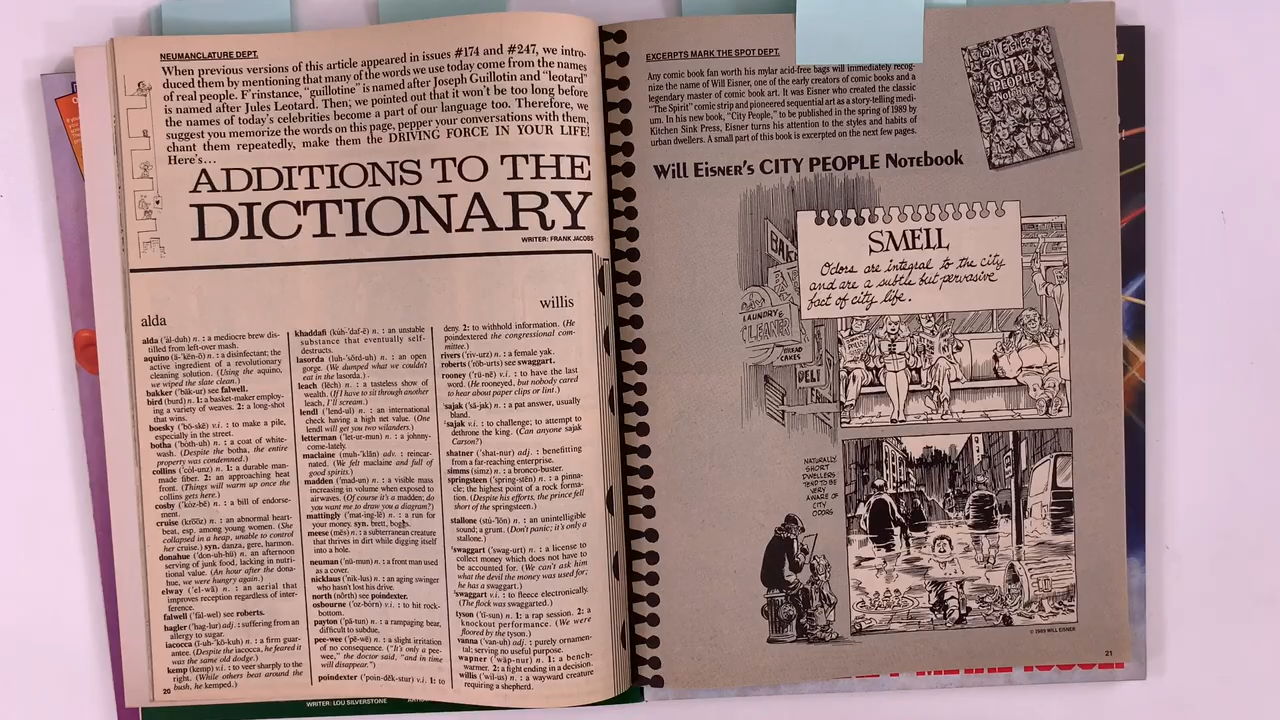 NEUMANCLATURE DEPT.
When previous versions of this article appeared in issues #174 and #247, we intro-
duced them by mentioning that many of the words we use today come from the names
of real people. F'rinstance, "guillotine" is named after Joseph Guillotin and "leotard"
is named after Jules Leotard. Then, we pointed out that it won't be too long before
the names of today's celebrities become a part of our language too. Therefore, we
suggest you memorize the words on this page, pepper your conversations with them,
chant them repeatedly, make them the DRIVING FORCE IN YOUR LIFE!
Here's...
ADDITIONS TO THE
DICTIONARY
WRITER: FRANK JACOBS
alda
willis
alda (al-duh) n. : a mediocre brew dis-
tilled from left-over mash.
aquino (ä-'kēn-ō) n. : a disinfectant; the
active ingredient of a revolutionary
cleaning solution. (Using the aquino,
we wiped the slate clean.)
bakker ('bāk-ur) see falwell.
bird (burd) n. 1: a basket-maker employ-
ing a variety of weaves. 2: a long-shot
that wins.
boesky ('bō-skē) v.i. : to make a pile,
especially in the street.
botha ('bōth-uh) n. : a coat of white-
wash. (Despite the botha, the entire
property was condemned.)
collins ('col-unz) n. 1: a durable man-
made fiber. 2: an approaching heat
front. (Things will warm up once the
collins gets here.)
cosby ('köz-bē) n. : a bill of endorse-
ment.
cruise (krōōz) n. : an abnormal heart-
beat, esp. among young women. (She
collapsed in a heap, unable to control
her cruise.) syn. danza, gere, harmon.
donahue ('don-uh-hū) n. : an afternoon
serving of junk food, lacking in nutri-
tional value. (An hour after the dona-
hue, we were hungry again.)
elway ('el-wā) n. : an aerial that
improves reception regardless of inter-
ference.
falwell ('fäl-wel) see roberts.
hagler ('hag-lur) adj. : suffering from an
allergy to sugar.
iacocca (ī-uh-'kō-kuh) n. : a firm guar-
antee. (Despite the iacocca, he feared it
was the same old dodge.)
kemp (kemp) v.i. : to veer sharply to the
right. (While others beat around the
bush, he kemped.)
20
khaddafi (kuh-'daf-ē) n. : an unstable
substance that eventually self-
destructs.
lasorda (luh-'sörd-uh) n. : an open
gorge. (We dumped what we couldn't
eat in the lasorda.)
leach (lēch) n. : a tasteless show of
wealth. (If I have to sit through another
leach, I'll scream.)
lendl ('lend-ul) n. : an international
check having a high net value. (One
lendl will get you two wilanders.)
letterman ('let-ur-mun) n. : a johnny-
come-lately.
maclaine (muh-'klān) adv. : reincar-
nated. (We felt maclaine and full of
good spirits.)
madden ('mad-un) n. : a visible mass
increasing in volume when exposed to
airwaves. (Of course it's a madden; do
you want me to draw you a diagram?)
mattingly ('mat-ing-lē) n. : a run for
your money. syn. brett, boggs.
meese (mēs) n. : a subterranean creature
that thrives in dirt while digging itself
into a hole.
neuman ('nü-mun) n. : a front man used
as a cover.
nicklaus ('nik-lus) n. : an aging swinger
who hasn't lost his drive.
north (nôrth) see poindexter.
osbourne ('oz-börn) v.i. : to hit rock-
bottom.
payton ('pā-tun) n. : a rampaging bear,
difficult to subdue.
pee-wee ('pē-wē) n. : a slight irritation
of no consequence. ("It's only a pee-
wee," the doctor said, "and in time
will disappear.")
poindexter ('poin-dĕk-stur) v.i. 1: to
deny. 2: to withhold information. (He
poindextered the congressional com-
mittee.)
rivers ('riv-urz) n. : a female yak.
roberts ('rôb-urts) see swaggart.
rooney ('rü-nē) v.i. : to have the last
word. (He rooneyed, but nobody cared
to hear about paper clips or lint.)
¹sajak ('sā-jak) n. : a pat answer, usually
bland.
²sajak v.i. : to challenge; to attempt to
dethrone the king. (Can anyone sajak
Carson?)
shatner ('shat-nur) adj. : benefitting
from a far-reaching enterprise.
simms (simz) n. : a bronco-buster.
springsteen ('spring-stēn) n. : a pinna-
cle; the highest point of a rock forma-
tion. (Despite his efforts, the prince fell
short of the springsteen.)
stallone (stü-'lōn) n. : an unintelligible
sound; a grunt. (Don't panic; it's only a
stallone.)
¹swaggart ('swag-urt) n. : a license to
collect money which does not have to
be accounted for. (We can't ask him
what the devil the money was used for;
he has a swaggart.)
²swaggart v.i. : to fleece electronically.
(The flock was swaggarted.)
tyson ('tī-sun) n. 1: a rap session. 2: a
knockout performance. (We were
floored by the tyson.)
vanna ('van-uh) adj. : purely ornamen-
tal; serving no useful purpose.
wapner ('wäp-nur) n. 1: a bench-
warmer. 2: a fight ending in a decision.
willis ('wil-us) n. : a wayward creature
requiring a shepherd.
WRITER: LOU SILVERSTONE
EXCERPTS MARK THE SPOT DEPT.
Any comic book fan worth his mylar acid-free bags will immediately recog-
nize the name of Will Eisner, one of the early creators of comic books and a
legendary master of comic book art. It was Eisner who created the classic
"The Spirit" comic strip and pioneered sequential art as a story-telling medi-
um. In his new book, "City People," to be published in the spring of 1989 by
Kitchen Sink Press, Eisner turns his attention to the styles and habits of
urban dwellers. A small part of this book is excerpted on the next few pages.
WILL EISNER'S
CITY
PEOPLE
Will Eisner's CITY PEOPLE Notebook
SMELL
Odors are integral to the city
and are a subtle but pervasive
fact of city life.
LAUNDRY
CLEANER
BREAD
CAKES
DELI
NATURALLY
SHORT
DWELLERS
TEND TO BE
VERY
AWARE OF
CITY
ODORS
© 1989 WILL EISNER
21